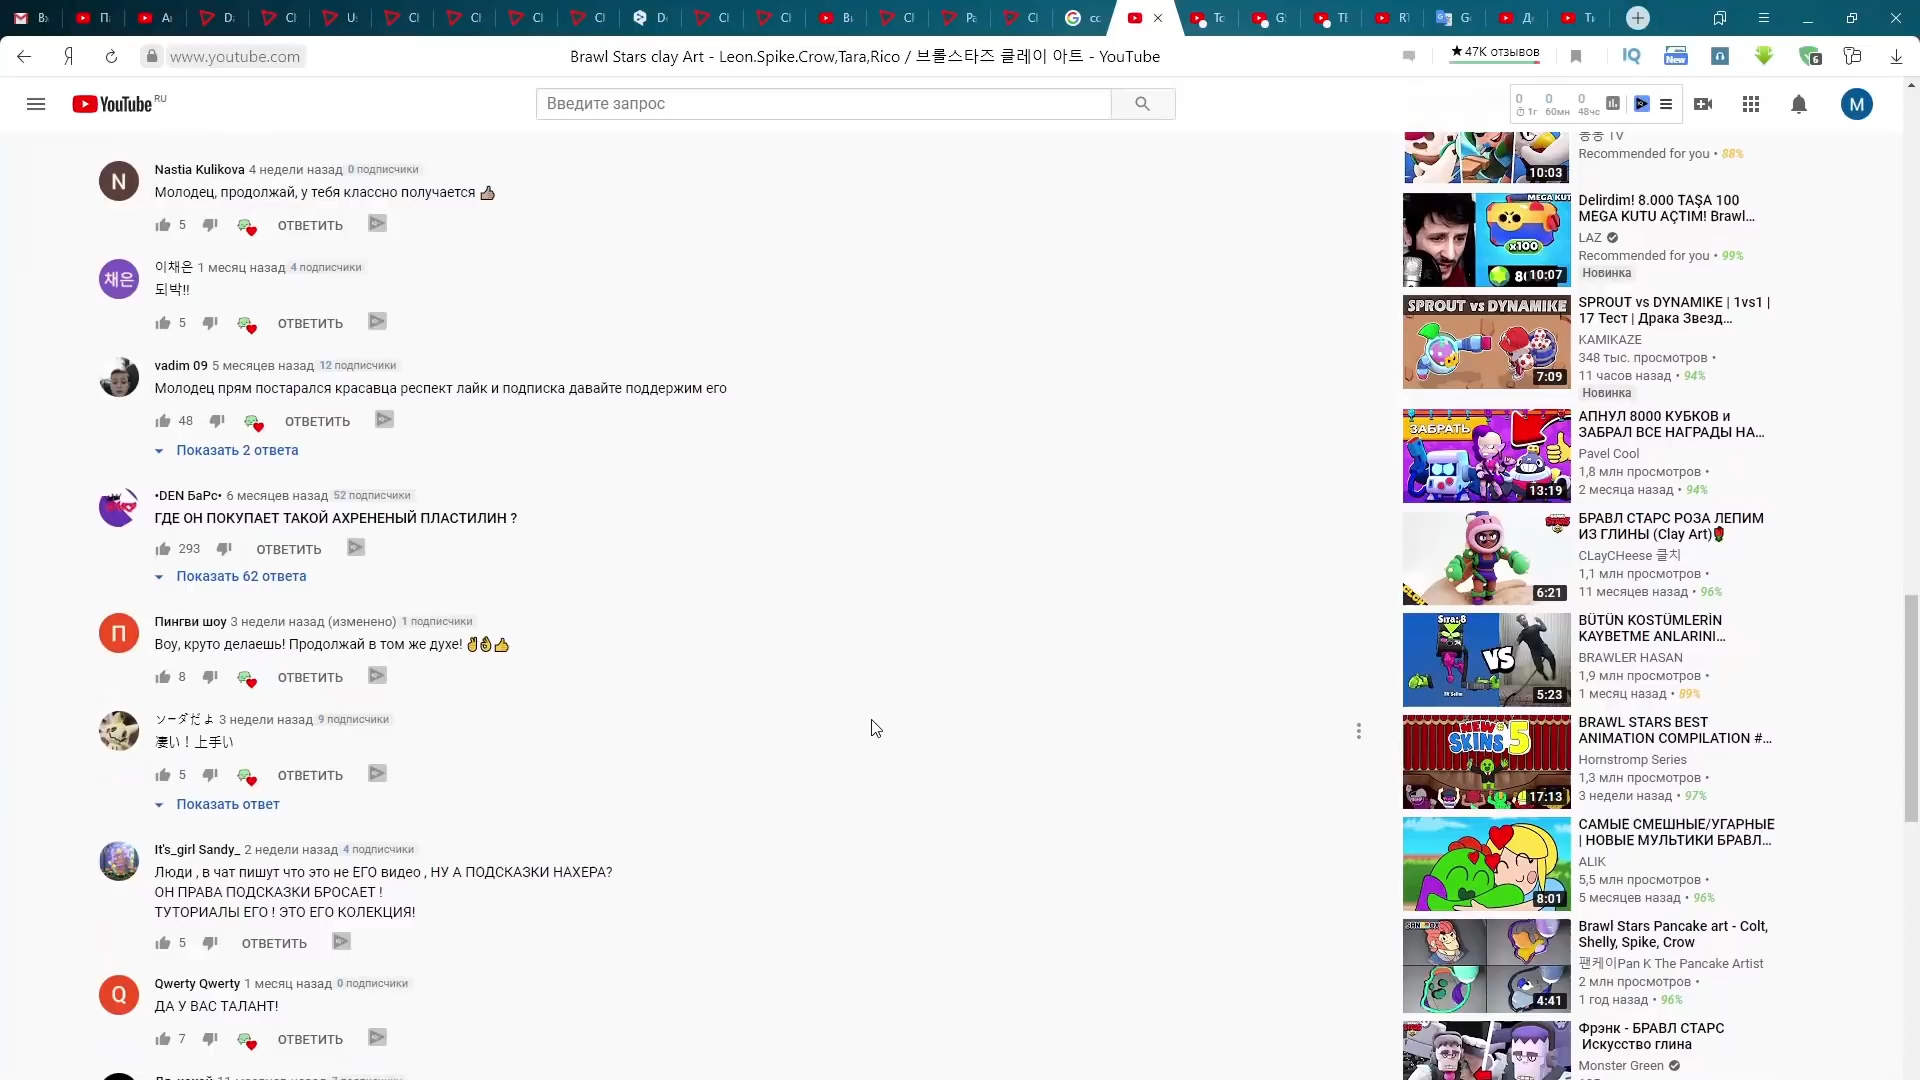 www.youtube.com
Brawl Stars clay Art - Leon.Spike.Crow,Tara,Rico / 브롤스타즈 클레이 아트 - YouTube
★47K отзывов
YouTube RU
Введите запрос
0 0 0
1г 60мн 48чс
Nastia Kulikova 4 недели назад 0 подписчики
Молодец, продолжай, у тебя классно получается 👍
5 ОТВЕТИТЬ
이채은 1 месяц назад 4 подписчики
되박!!
5 ОТВЕТИТЬ
vadim 09 5 месяцев назад 12 подписчики
Молодец прям постарался красавца респект лайк и подписка давайте поддержим его
48 ОТВЕТИТЬ
Показать 2 ответа
•DEN БаРс• 6 месяцев назад 52 подписчики
ГДЕ ОН ПОКУПАЕТ ТАКОЙ АХРЕНЕНЫЙ ПЛАСТИЛИН ?
293 ОТВЕТИТЬ
Показать 62 ответа
Пингви шоу 3 недели назад (изменено) 1 подписчики
Воу, круто делаешь! Продолжай в том же духе! ✌👌👍
8 ОТВЕТИТЬ
ソーダだよ 3 недели назад 9 подписчики
凄い！上手い
5 ОТВЕТИТЬ
Показать ответ
It's_girl Sandy_ 2 недели назад 4 подписчики
Люди , в чат пишут что это не ЕГО видео , НУ А ПОДСКАЗКИ НАХЕРА?
ОН ПРАВА ПОДСКАЗКИ БРОСАЕТ !
ТУТОРИАЛЫ ЕГО ! ЭТО ЕГО КОЛЕКЦИЯ!
5 ОТВЕТИТЬ
Qwerty Qwerty 1 месяц назад 0 подписчики
ДА У ВАС ТАЛАНТ!
7 ОТВЕТИТЬ
Recommended for you • 88%
10:03
Delirdim! 8.000 TAŞA 100
MEGA KUTU AÇTIM! Brawl...
LAZ
Recommended for you • 99%
Новинка
x100
10:07
SPROUT vs DYNAMIKE
SPROUT vs DYNAMIKE | 1vs1 |
17 Тест | Драка Звезд...
KAMIKAZE
348 тыс. просмотров •
11 часов назад • 94%
Новинка
7:09
ЗАБРАТЬ
АПНУЛ 8000 КУБКОВ и
ЗАБРАЛ ВСЕ НАГРАДЫ НА...
Pavel Cool
1,8 млн просмотров •
2 месяца назад • 94%
13:19
БРАВЛ СТАРС РОЗА ЛЕПИМ
ИЗ ГЛИНЫ (Clay Art)🌹
CLayCHeese 클치
1,1 млн просмотров •
11 месяцев назад • 96%
6:21
Sıra: 8
VS
BÜTÜN KOSTÜMLERİN
KAYBETME ANLARINI...
BRAWLER HASAN
1,9 млн просмотров •
1 месяц назад • 89%
5:23
NEW SKINS 5
BRAWL STARS BEST
ANIMATION COMPILATION #...
Hornstromp Series
1,3 млн просмотров •
3 недели назад • 97%
17:13
САМЫЕ СМЕШНЫЕ/УГАРНЫЕ
| НОВЫЕ МУЛЬТИКИ БРАВЛ...
ALIK
5,5 млн просмотров •
5 месяцев назад • 96%
8:01
Brawl Stars Pancake art - Colt,
Shelly, Spike, Crow
팬케이Pan K The Pancake Artist
2 млн просмотров •
1 год назад • 96%
4:41
Фрэнк - БРАВЛ СТАРС
Искусство глина
Monster Green